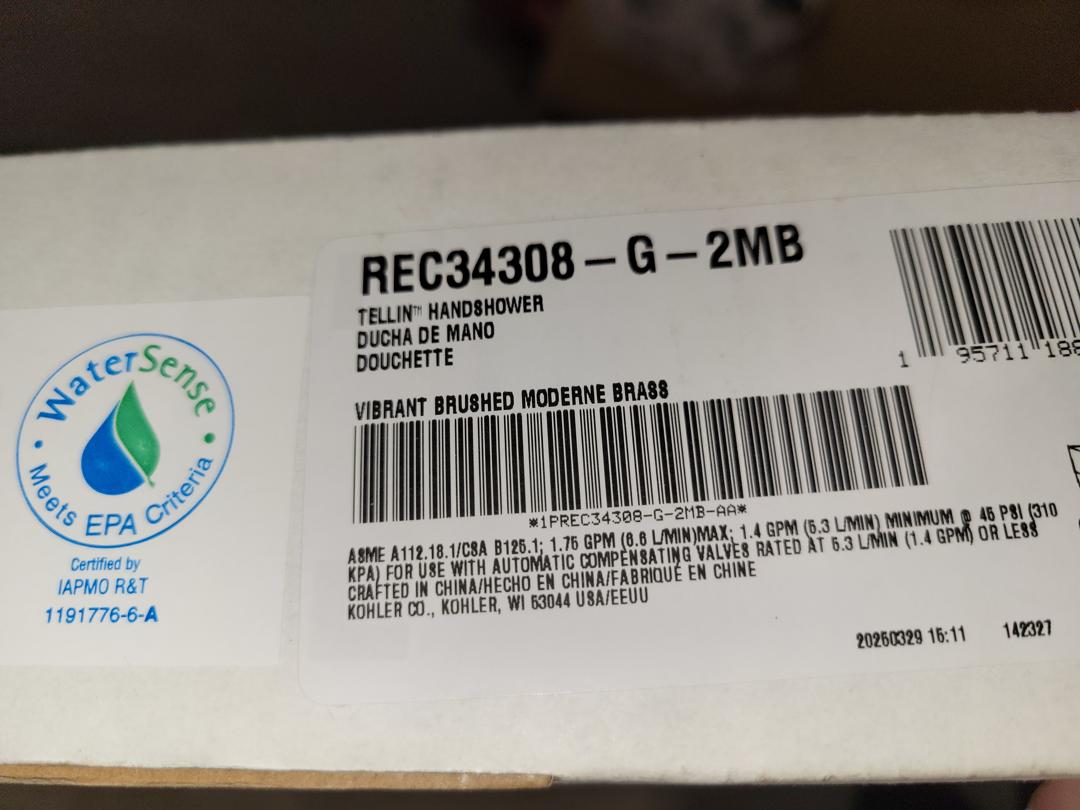 REC34308-G-2MB
TELLIN™ HANDSHOWER
DUCHA DE MANO
DOUCHETTE
VIBRANT BRUSHED MODERNE BRASS
*1PREC34308-G-2MB-AA*
ASME A112.18.1/CSA B125.1; 1.75 GPM (6.6 L/MIN)MAX; 1.4 GPM (5.3 L/MIN) MINIMUM @ 45 PSI (310
KPA) FOR USE WITH AUTOMATIC COMPENSATING VALVES RATED AT 5.3 L/MIN (1.4 GPM) OR LESS
CRAFTED IN CHINA/HECHO EN CHINA/FABRIQUÉ EN CHINE
KOHLER CO., KOHLER, WI 53044 USA/EEUU
20250329 15:11 142327
1 95711 188
WaterSense
Meets EPA Criteria
Certified by
IAPMO R&T
1191776-6-A